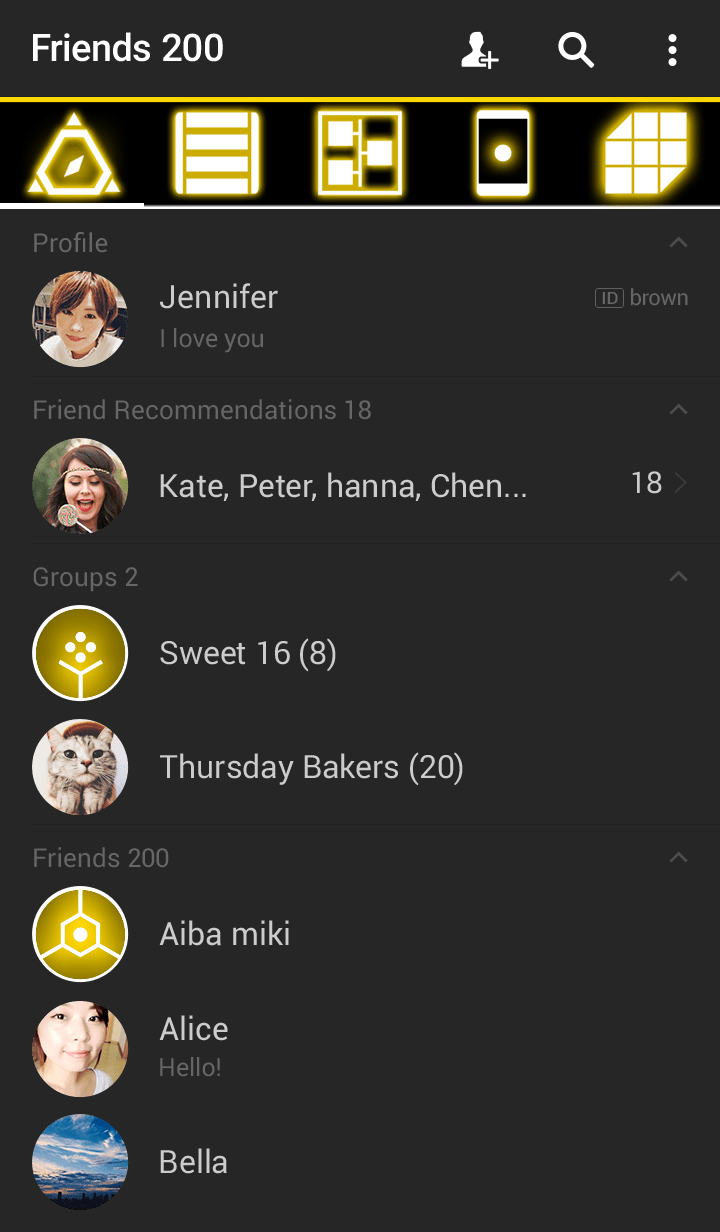 Friends 200
Profile
Jennifer
ID brown
I love you
Friend Recommendations 18
Kate, Peter, hanna, Chen...
18
Groups 2
Sweet 16 (8)
Thursday Bakers (20)
Friends 200
Aiba miki
Alice
Hello!
Bella